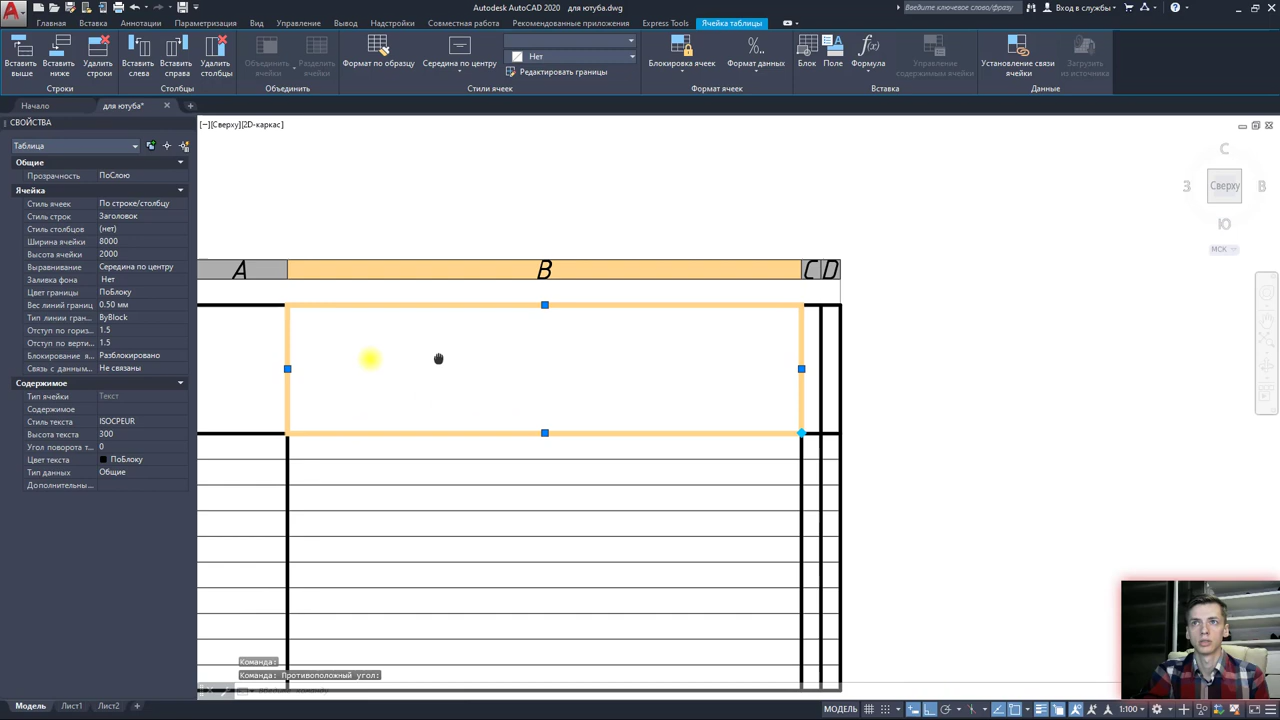 Autodesk AutoCAD 2020 для ютуба.dwg
Введите ключевое слово/фразу
Вход в службы
Главная Вставка Аннотации Параметризация Вид Управление Вывод Надстройки Совместная работа Рекомендованные приложения Express Tools Ячейка таблицы
Вставить выше
Вставить ниже
Удалить строки
Вставить слева
Вставить справа
Удалить столбцы
Объединить ячейки
Разделить ячейки
Формат по образцу
Середина по центру
Нет
Редактировать границы
Блокировка ячеек
Формат данных
Блок
Поле
Формула
Управление содержимым ячейки
Установление связи ячейки
Загрузить из источника
Строки
Столбцы
Объединить
Стили ячеек
Формат ячеек
Вставка
Данные
Начало
для ютуба*
СВОЙСТВА
[−][Сверху][2D-каркас]
Таблица
Общие
Прозрачность ПоСлою
Ячейка
Стиль ячеек По строке/столбцу
Стиль строк Заголовок
Стиль столбцов (нет)
Ширина ячейки 8000
Высота ячейки 2000
Выравнивание Середина по центру
Заливка фона Нет
Цвет границы ПоБлоку
Вес линий границ 0.50 мм
Тип линии грани... ByBlock
Отступ по гориз... 1.5
Отступ по верти... 1.5
Блокирование я... Разблокировано
Связь с данным... Не связаны
Содержимое
Тип ячейки Текст
Содержимое
Стиль текста ISOCPEUR
Высота текста 300
Угол поворота т... 0
Цвет текста ПоБлоку
Тип данных Общие
Дополнительны...
A B C D
С
З Сверху В
Ю
МСК
Команда:
Команда: Противоположный угол:
Модель Лист1 Лист2
МОДЕЛЬ
1:100